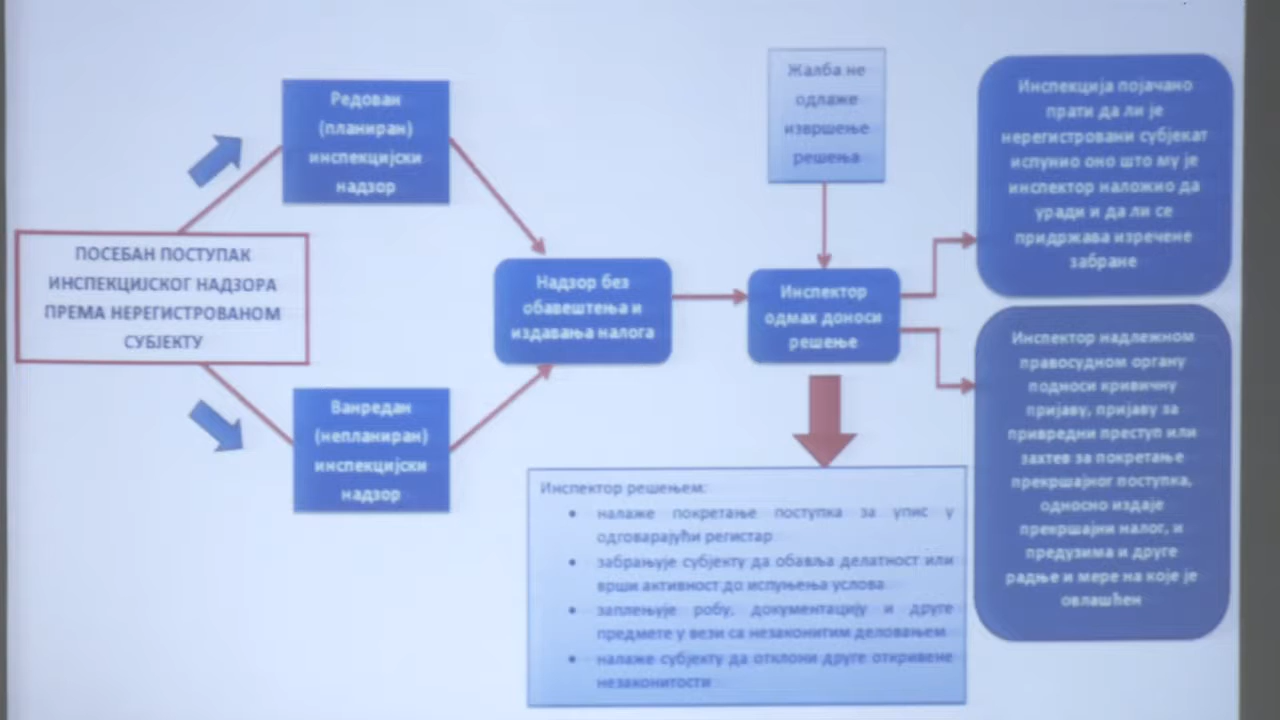 Редован
(планиран)
инспекцијски
надзор
ПОСЕБАН ПОСТУПАК
ИНСПЕКЦИЈСКОГ НАДЗОРА
ПРЕМА НЕРЕГИСТРОВАНОМ
СУБЈЕКТУ
Ванредан
(непланиран)
инспекцијски
надзор
Надзор без
обавештења и
издавања налога
Жалба не
одлаже
извршење
решења
Инспектор
одмах доноси
решење
Инспекција појачано
прати да ли је
нерегистровани субјекат
испунио оно што му је
инспектор наложио да
уради и да ли се
придржава изречене
забране
Инспектор надлежном
правосудном органу
подноси кривичну
пријаву, пријаву за
привредни преступ или
захтев за покретање
прекршајног поступка,
односно издаје
прекршајни налог, и
предузима и друге
радње и мере на које је
овлашћен
Инспектор решењем:
• налаже покретање поступка за упис у
одговарајући регистар
• забрањује субјекту да обавља делатност или
врши активност до испуњења услова
• заплењује робу, документацију и друге
предмете у вези са незаконитим деловањем
• налаже субјекту да отклони друге откривене
незаконитости